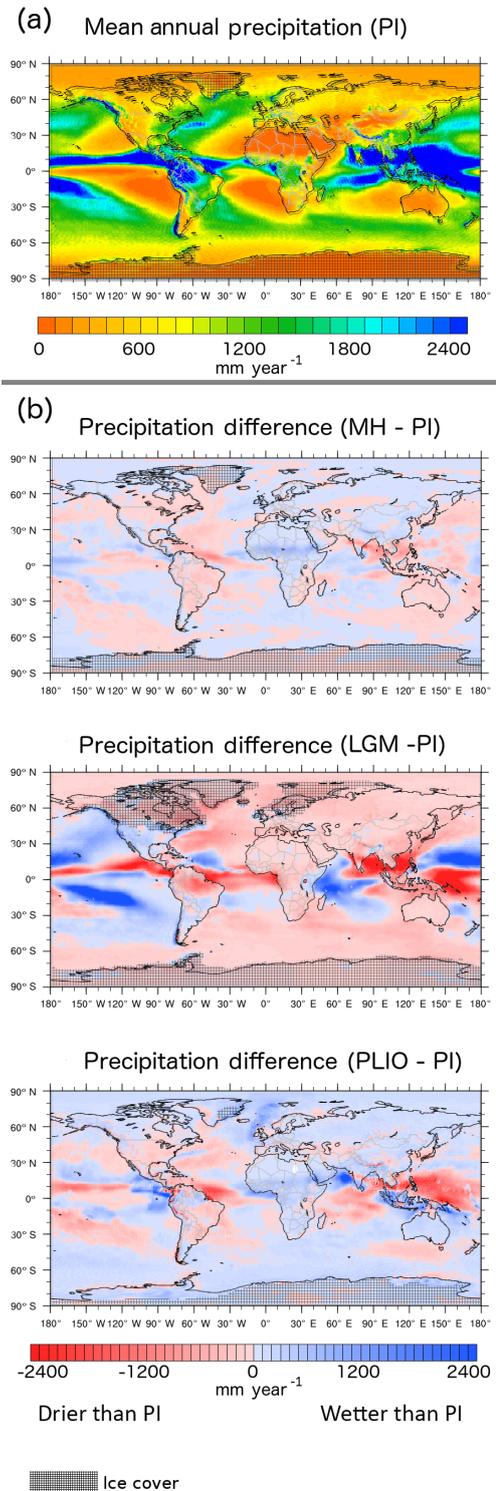 (a)
Mean annual precipitation (PI)
90° N
60° N
30° N
0°
30° S
60° S
90° S
180° 150° W 120° W 90° W 60° W 30° W 0° 30° E 60° E 90° E 120° E 150° E 180°
0 600 1200 1800 2400
mm year-1
(b)
Precipitation difference (MH - PI)
90° N
60° N
30° N
0°
30° S
60° S
90° S
180° 150° W 120° W 90° W 60° W 30° W 0° 30° E 60° E 90° E 120° E 150° E 180°
Precipitation difference (LGM -PI)
90° N
60° N
30° N
0°
30° S
60° S
90° S
180° 150° W 120° W 90° W 60° W 30° W 0° 30° E 60° E 90° E 120° E 150° E 180°
Precipitation difference (PLIO - PI)
90° N
60° N
30° N
0°
30° S
60° S
90° S
180° 150° W 120° W 90° W 60° W 30° W 0° 30° E 60° E 90° E 120° E 150° E 180°
-2400 -1200 0 1200 2400
mm year-1
Drier than PI Wetter than PI
Ice cover